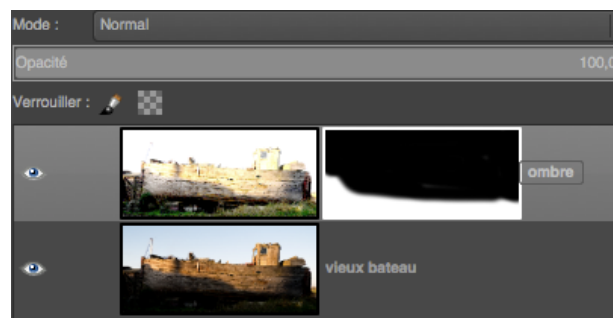 Mode : Normal
Opacité 100,0
Verrouiller :
ombre
vieux bateau